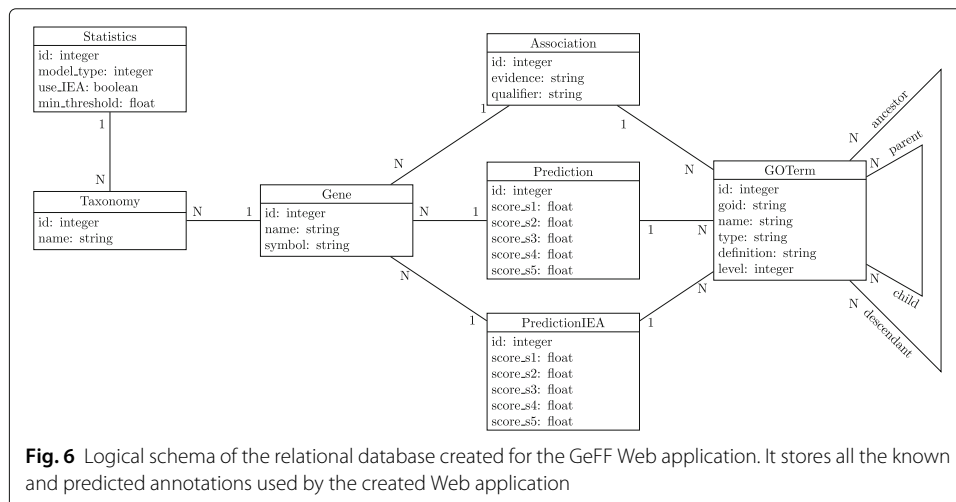 Statistics
id: integer
model_type: integer
use_IEA: boolean
min_threshold: float
1
N
Taxonomy
id: integer
name: string
N
1
Gene
id: integer
name: string
symbol: string
N
1
N
1
N
1
Association
id: integer
evidence: string
qualifier: string
1
N
Prediction
id: integer
score_s1: float
score_s2: float
score_s3: float
score_s4: float
score_s5: float
1
N
PredictionIEA
id: integer
score_s1: float
score_s2: float
score_s3: float
score_s4: float
score_s5: float
1
N
GOTerm
id: integer
goid: string
name: string
type: string
definition: string
level: integer
N
ancestor
N
parent
N
child
N
descendant
Fig. 6 Logical schema of the relational database created for the GeFF Web application. It stores all the known
and predicted annotations used by the created Web application